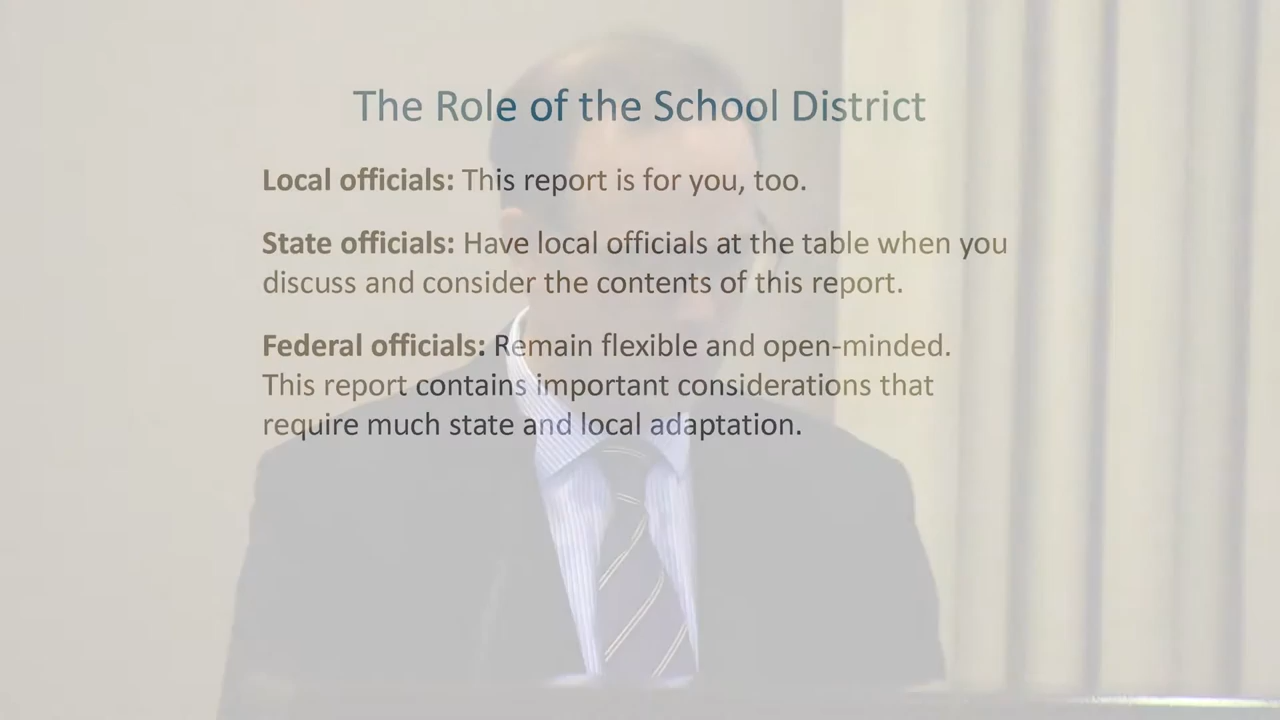 The Role of the School District
Local officials: This report is for you, too.
State officials: Have local officials at the table when you
discuss and consider the contents of this report.
Federal officials: Remain flexible and open-minded.
This report contains important considerations that
require much state and local adaptation.